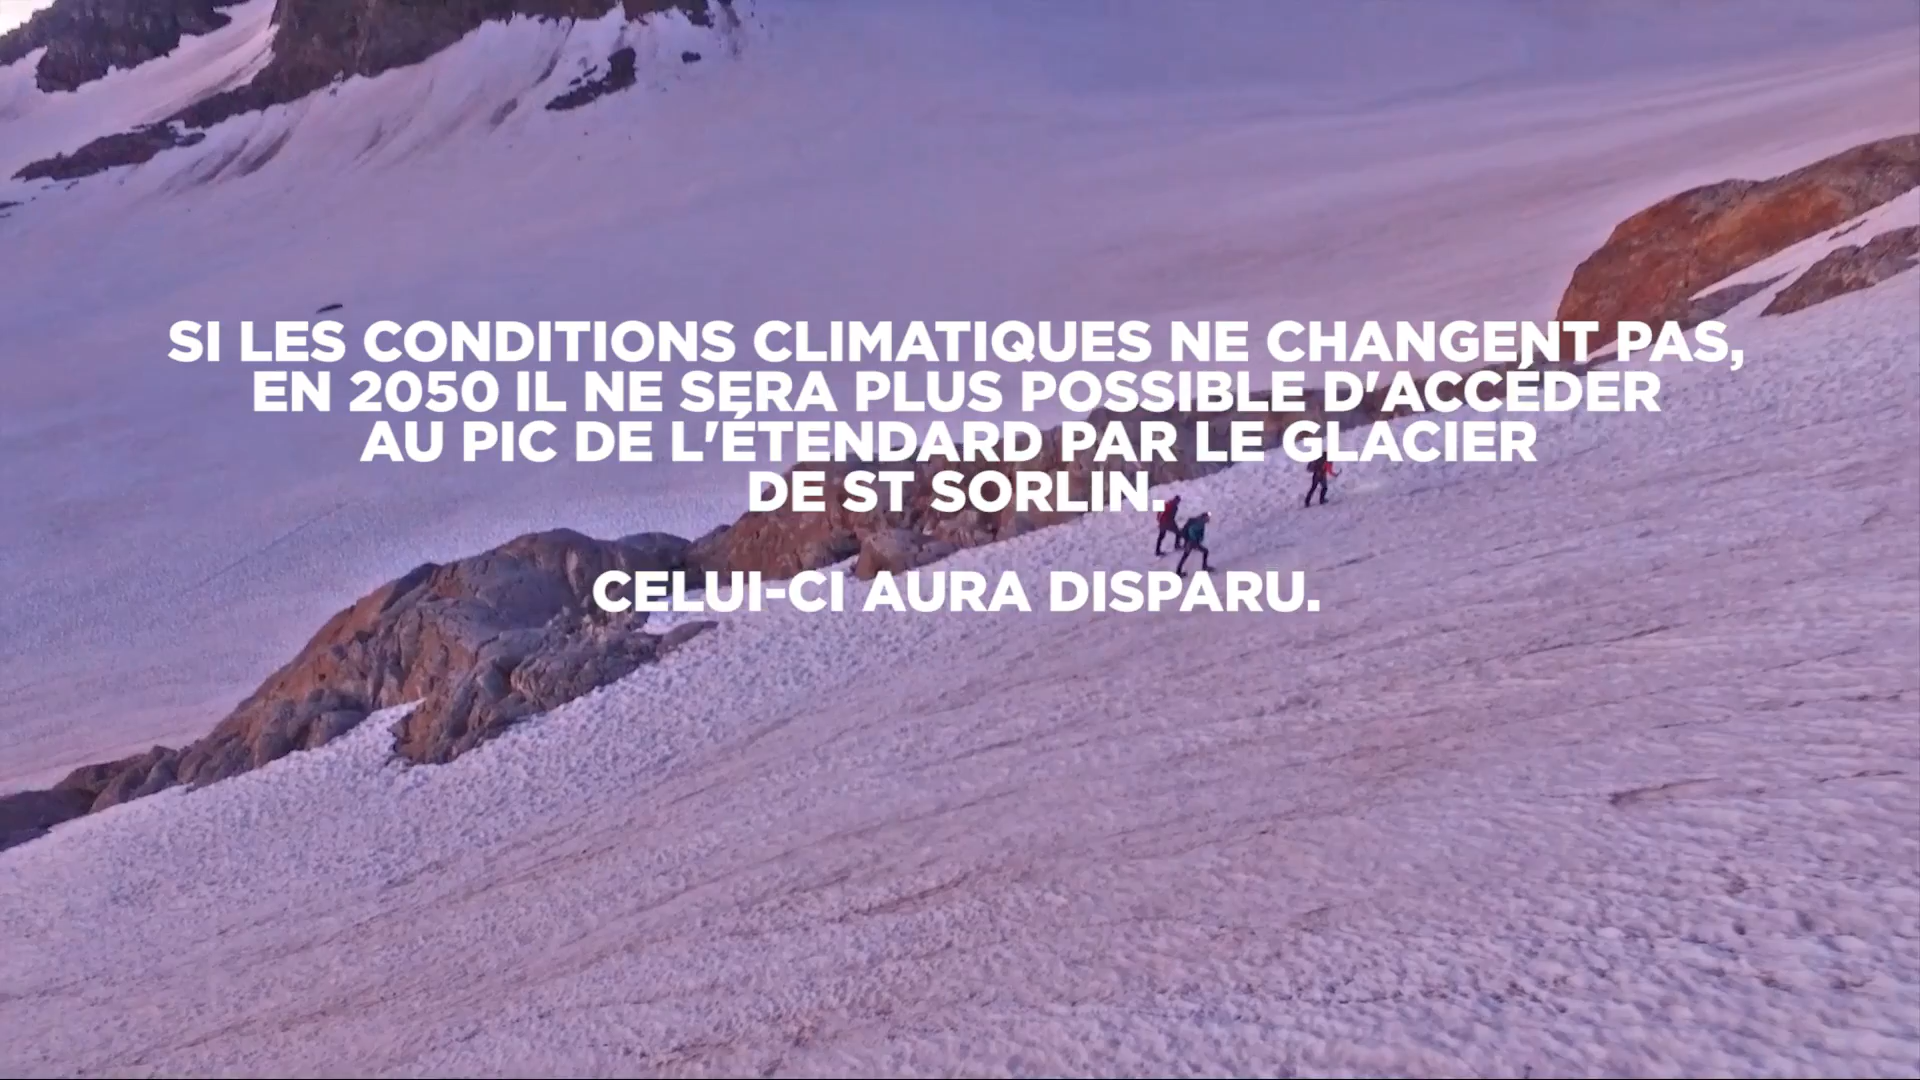 SI LES CONDITIONS CLIMATIQUES NE CHANGENT PAS,
EN 2050 IL NE SERA PLUS POSSIBLE D'ACCÉDER
AU PIC DE L'ÉTENDARD PAR LE GLACIER
DE ST SORLIN.
CELUI-CI AURA DISPARU.